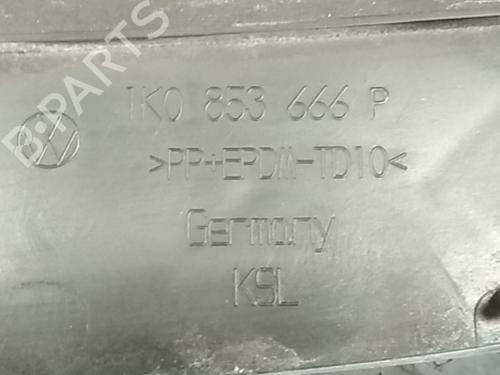 B-PARTS
1K0 853 666 P
>PP+EPDM-TD10<
Germany
KSL